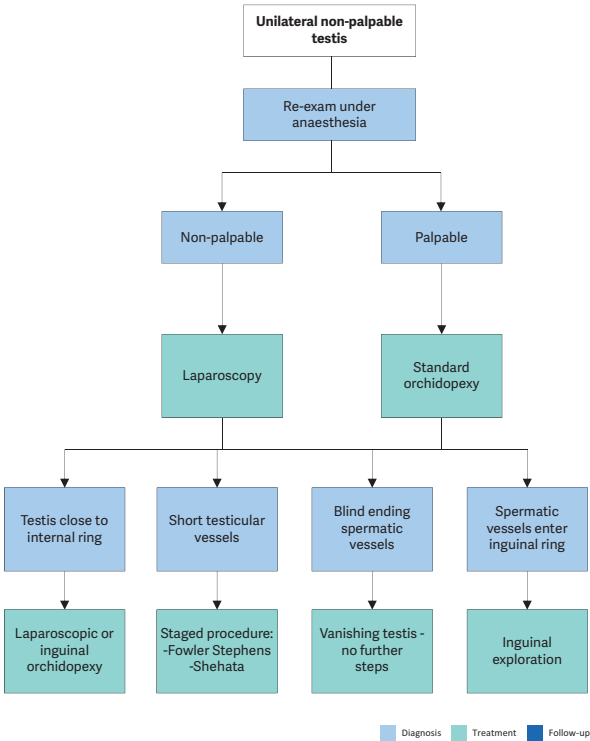 Unilateral non-palpable
testis
Re-exam under
anaesthesia
Non-palpable
Palpable
Laparoscopy
Standard
orchidopexy
Testis close to
internal ring
Short testicular
vessels
Blind ending
spermatic
vessels
Spermatic
vessels enter
inguinal ring
Laparoscopic or
inguinal
orchidopexy
Staged procedure:
-Fowler Stephens
-Shehata
Vanishing testis -
no further
steps
Inguinal
exploration
Diagnosis
Treatment
Follow-up